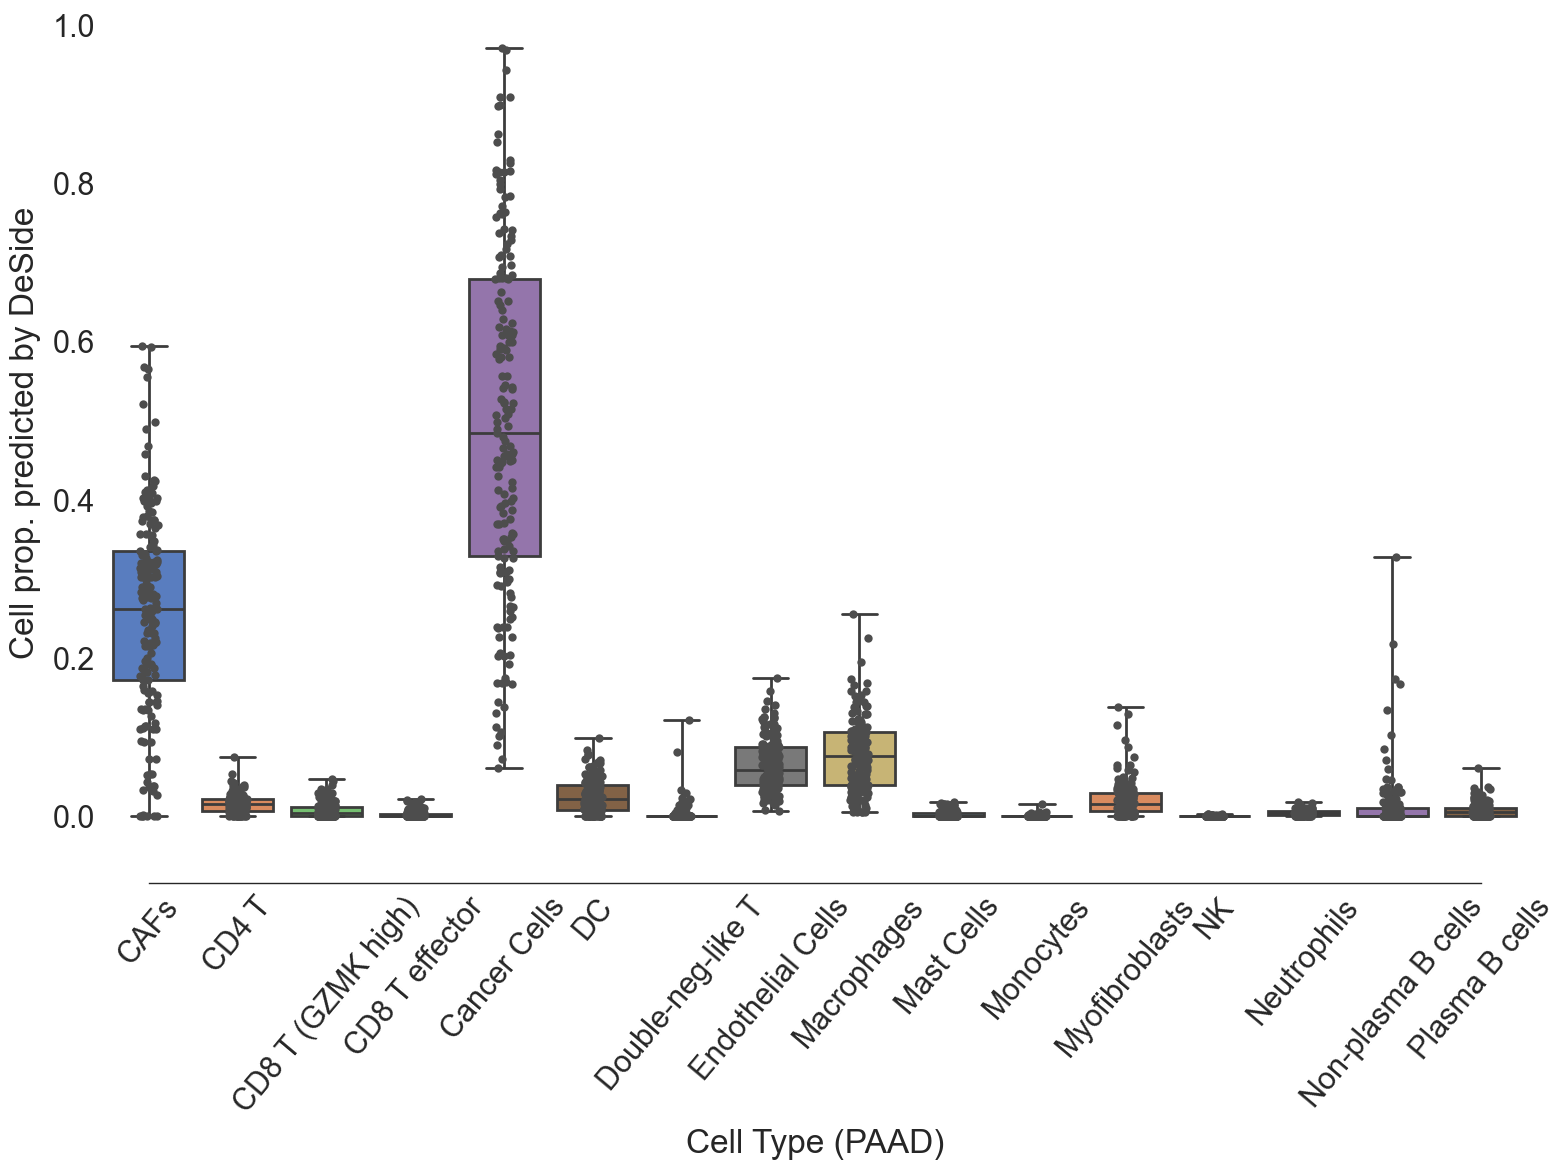 1.0
0.8
0.6
0.4
0.2
0.0
Cell prop. predicted by DeSide
CAFs
CD4 T
CD8 T (GZMK high)
CD8 T effector
Cancer Cells
DC
Double-neg-like T
Endothelial Cells
Macrophages
Mast Cells
Monocytes
Myofibroblasts
NK
Neutrophils
Non-plasma B cells
Plasma B cells
Cell Type (PAAD)